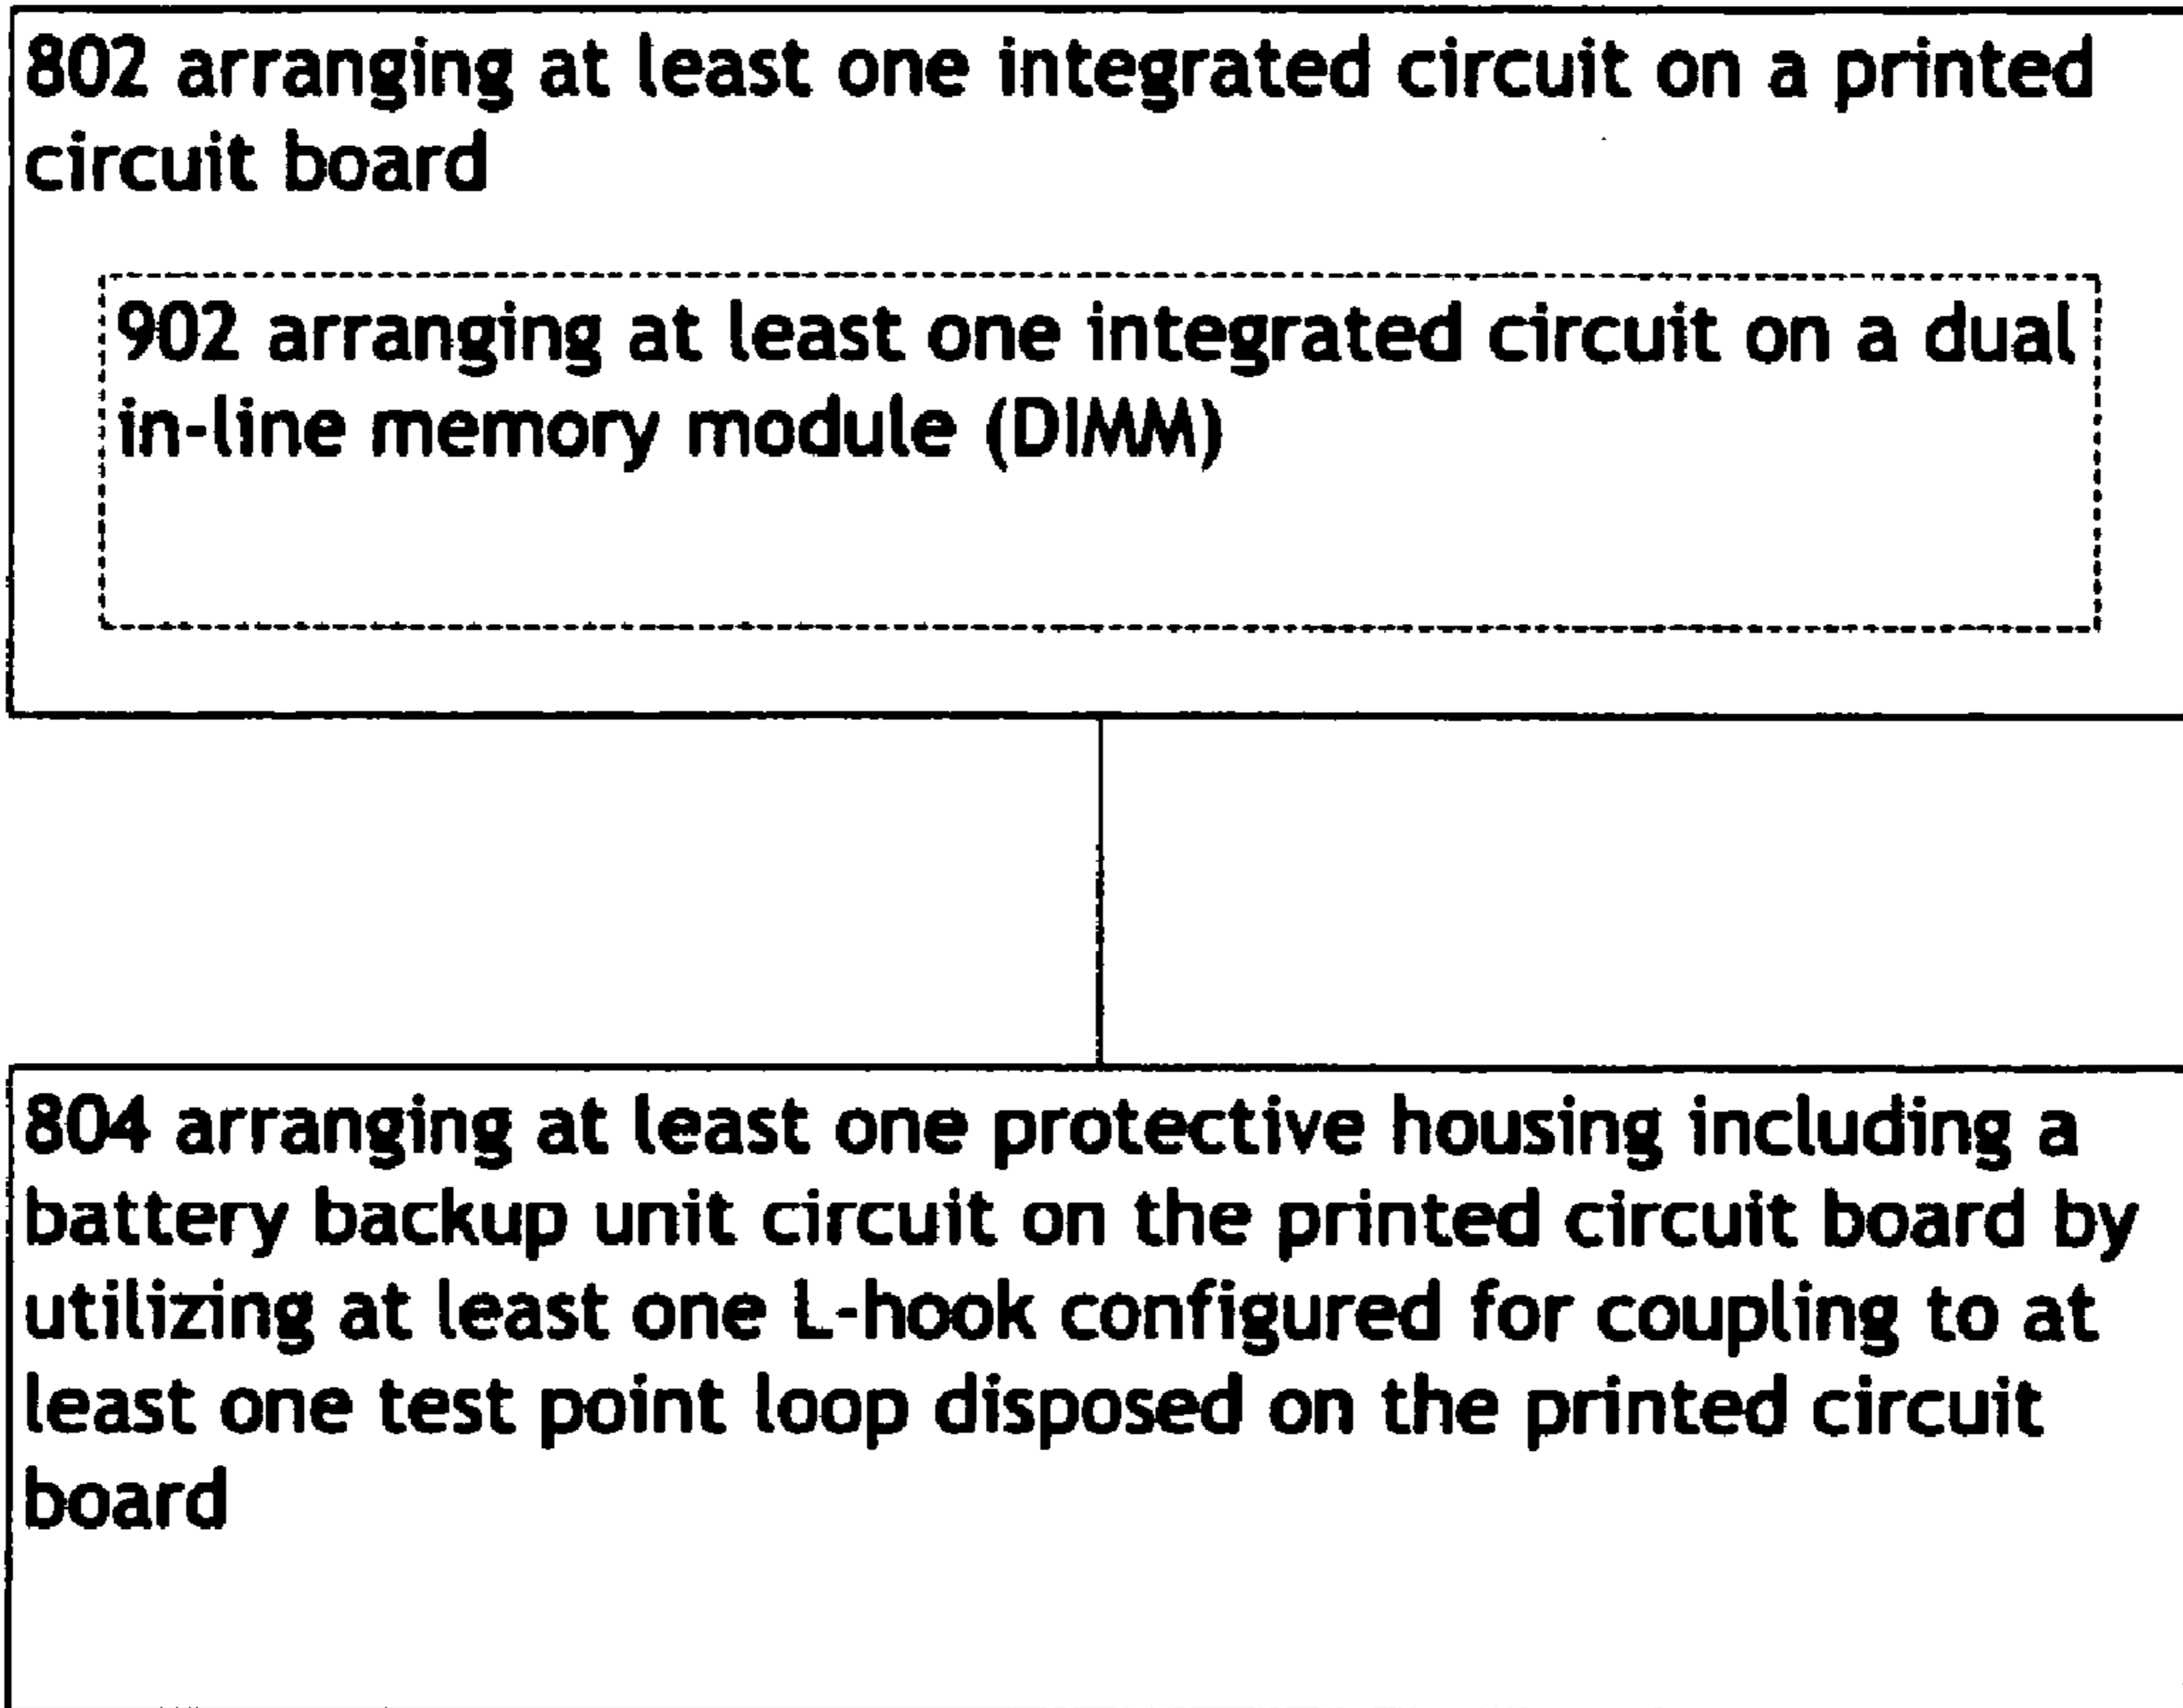 802 arranging at least one integrated circuit on a printed
circuit board
902 arranging at least one integrated circuit on a dual
in-line memory module (DIMM)
804 arranging at least one protective housing including a
battery backup unit circuit on the printed circuit board by
utilizing at least one L-hook configured for coupling to at
least one test point loop disposed on the printed circuit
board